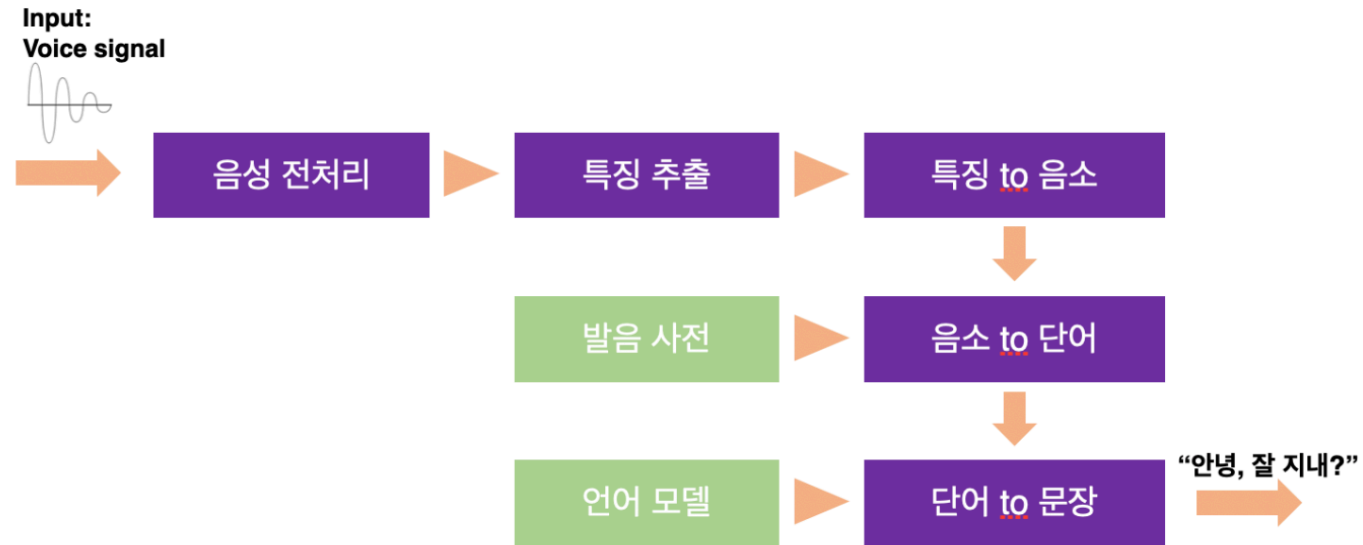 Input:
Voice signal
음성 전처리
특징 추출
특징 to 음소
발음 사전
음소 to 단어
언어 모델
단어 to 문장
“안녕, 잘 지내?”